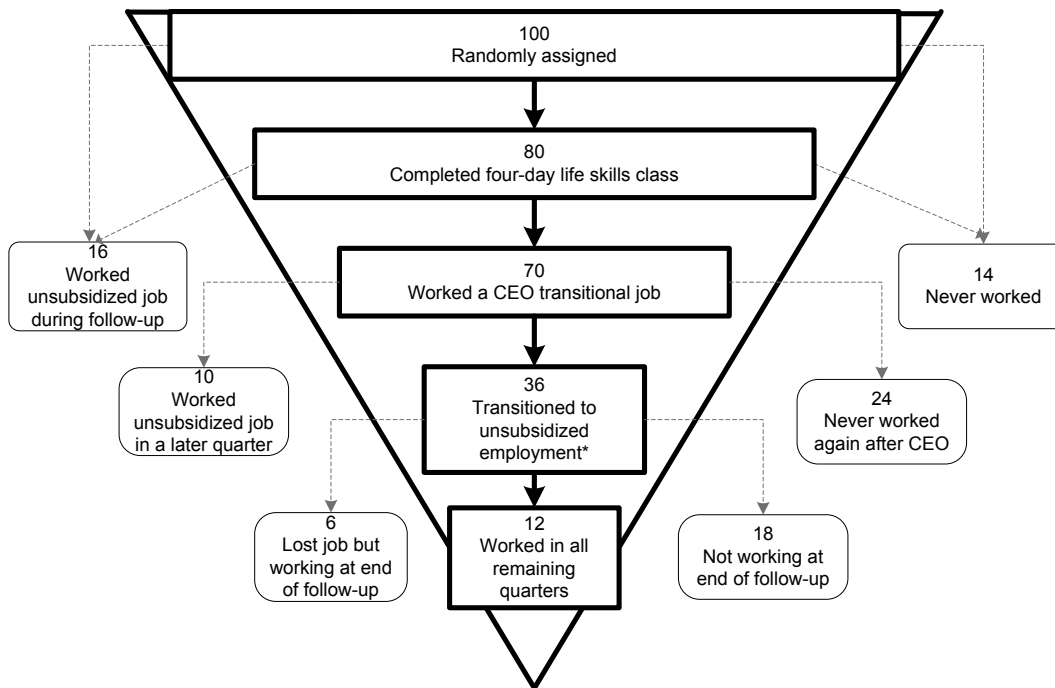 100
Randomly assigned
80
Completed four-day life skills class
16
Worked
unsubsidized job
during follow-up
70
Worked a CEO transitional job
14
Never worked
10
Worked
unsubsidized job
in a later quarter
36
Transitioned to
unsubsidized
employment*
24
Never worked
again after CEO
6
Lost job but
working at end
of follow-up
12
Worked in all
remaining
quarters
18
Not working at
end of follow-up